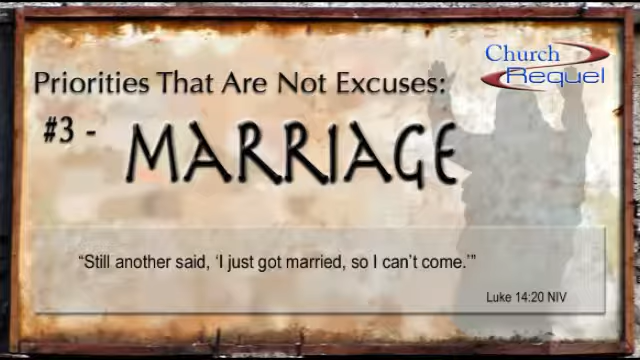 Church
Requel
Priorities That Are Not Excuses:
#3 - MARRIAGE
“Still another said, ‘I just got married, so I can’t come.’”
Luke 14:20 NIV